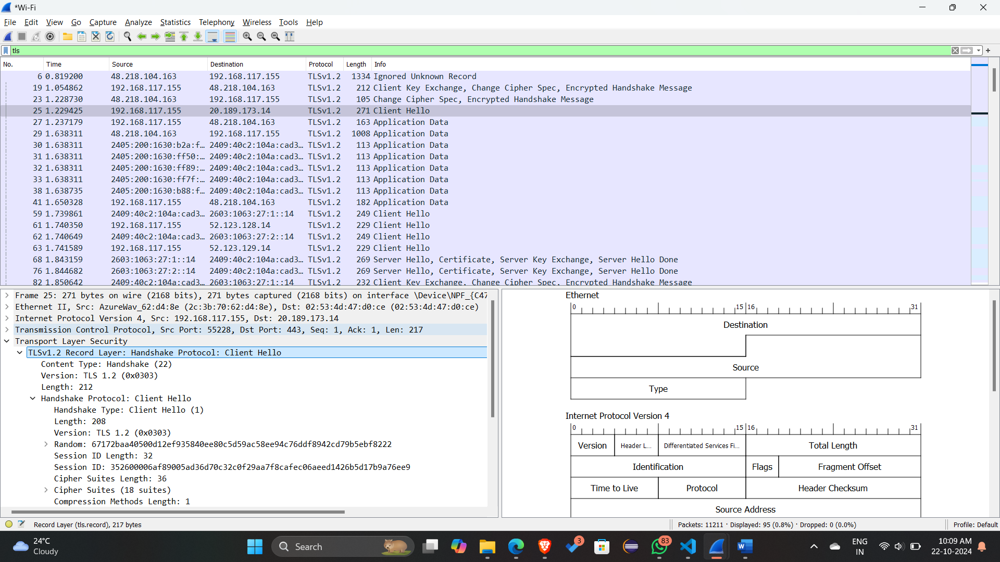 *Wi-Fi
File Edit View Go Capture Analyze Statistics Telephony Wireless Tools Help
tls
No. Time Source Destination Protocol Length Info
6 0.819200 48.218.104.163 192.168.117.155 TLSv1.2 1334 Ignored Unknown Record
19 1.054862 192.168.117.155 48.218.104.163 TLSv1.2 212 Client Key Exchange, Change Cipher Spec, Encrypted Handshake Message
23 1.228730 48.218.104.163 192.168.117.155 TLSv1.2 105 Change Cipher Spec, Encrypted Handshake Message
25 1.229425 192.168.117.155 20.189.173.14 TLSv1.2 271 Client Hello
27 1.237179 192.168.117.155 48.218.104.163 TLSv1.2 163 Application Data
29 1.638311 48.218.104.163 192.168.117.155 TLSv1.2 1008 Application Data
30 1.638311 2405:200:1630:b2a:f… 2409:40c2:104a:cad3… TLSv1.2 113 Application Data
31 1.638311 2405:200:1630:ff50:… 2409:40c2:104a:cad3… TLSv1.2 113 Application Data
32 1.638311 2405:200:1630:ff89:… 2409:40c2:104a:cad3… TLSv1.2 113 Application Data
33 1.638311 2405:200:1630:ff7f:… 2409:40c2:104a:cad3… TLSv1.2 113 Application Data
38 1.638735 2405:200:1630:b88:f… 2409:40c2:104a:cad3… TLSv1.2 113 Application Data
41 1.650328 192.168.117.155 48.218.104.163 TLSv1.2 182 Application Data
59 1.739861 2409:40c2:104a:cad3… 2603:1063:27:1::14 TLSv1.2 249 Client Hello
61 1.740350 192.168.117.155 52.123.128.14 TLSv1.2 229 Client Hello
62 1.740649 2409:40c2:104a:cad3… 2603:1063:27:2::14 TLSv1.2 249 Client Hello
63 1.741589 192.168.117.155 52.123.129.14 TLSv1.2 229 Client Hello
68 1.843159 2603:1063:27:1::14 2409:40c2:104a:cad3… TLSv1.2 269 Server Hello, Certificate, Server Key Exchange, Server Hello Done
76 1.844682 2603:1063:27:2::14 2409:40c2:104a:cad3… TLSv1.2 269 Server Hello, Certificate, Server Key Exchange, Server Hello Done
82 1.850642 2409:40c2:104a:cad3… 2603:1063:27:1::14 TLSv1.2 232 Client Key Exchange, Change Cipher Spec, Encrypted Handshake Message
Frame 25: 271 bytes on wire (2168 bits), 271 bytes captured (2168 bits) on interface \Device\NPF_{C47
Ethernet II, Src: AzureWav_62:d4:8e (2c:3b:70:62:d4:8e), Dst: 02:53:4d:47:d0:ce (02:53:4d:47:d0:ce)
Internet Protocol Version 4, Src: 192.168.117.155, Dst: 20.189.173.14
Transmission Control Protocol, Src Port: 55228, Dst Port: 443, Seq: 1, Ack: 1, Len: 217
Transport Layer Security
TLSv1.2 Record Layer: Handshake Protocol: Client Hello
Content Type: Handshake (22)
Version: TLS 1.2 (0x0303)
Length: 212
Handshake Protocol: Client Hello
Handshake Type: Client Hello (1)
Length: 208
Version: TLS 1.2 (0x0303)
Random: 67172baa40500d12ef935840ee80c5d59ac58ee94c76ddf8942cd79b5ebf8222
Session ID Length: 32
Session ID: 352600006af89005ad36d70c32c0f29aa7f8cafec06aeed1426b5d17b9a76ee9
Cipher Suites Length: 36
Cipher Suites (18 suites)
Compression Methods Length: 1
Ethernet
0 15 16 31
Destination
Source
Type
Internet Protocol Version 4
0 15 16 31
Version Header L... Differentiated Services Fi... Total Length
Identification Flags Fragment Offset
Time to Live Protocol Header Checksum
Source Address
Record Layer (tls.record), 217 bytes
Packets: 11211 · Displayed: 95 (0.8%) · Dropped: 0 (0.0%)
Profile: Default
24°C
Cloudy
Search
3
83
ENG
IN
10:09 AM
22-10-2024